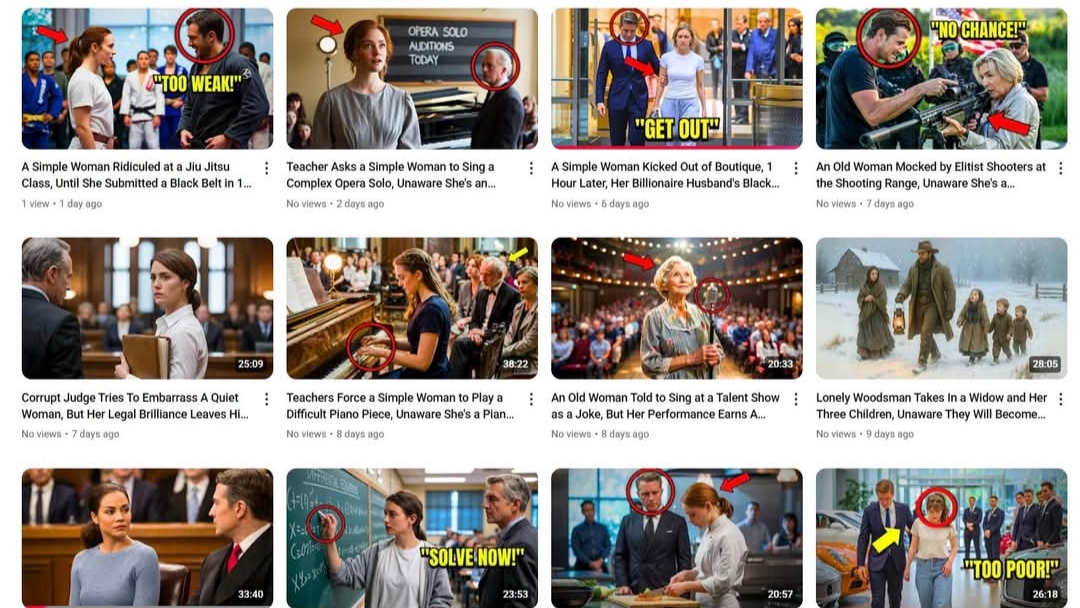 "TOO WEAK!"
OPERA SOLO
AUDITIONS
TODAY
"GET OUT"
"NO CHANCE!"
A Simple Woman Ridiculed at a Jiu Jitsu
Class, Until She Submitted a Black Belt in 1...
1 view • 1 day ago
Teacher Asks a Simple Woman to Sing a
Complex Opera Solo, Unaware She's an...
No views • 2 days ago
A Simple Woman Kicked Out of Boutique, 1
Hour Later, Her Billionaire Husband's Black...
No views • 6 days ago
An Old Woman Mocked by Elitist Shooters at
the Shooting Range, Unaware She's a...
No views • 7 days ago
25:09
38:22
20:33
28:05
Corrupt Judge Tries To Embarrass A Quiet
Woman, But Her Legal Brilliance Leaves Hi...
No views • 7 days ago
Teachers Force a Simple Woman to Play a
Difficult Piano Piece, Unaware She's a Pian...
No views • 8 days ago
An Old Woman Told to Sing at a Talent Show
as a Joke, But Her Performance Earns A...
No views • 8 days ago
Lonely Woodsman Takes In a Widow and Her
Three Children, Unaware They Will Become...
No views • 9 days ago
33:40
"SOLVE NOW!"
23:53
20:57
"TOO POOR!"
26:18